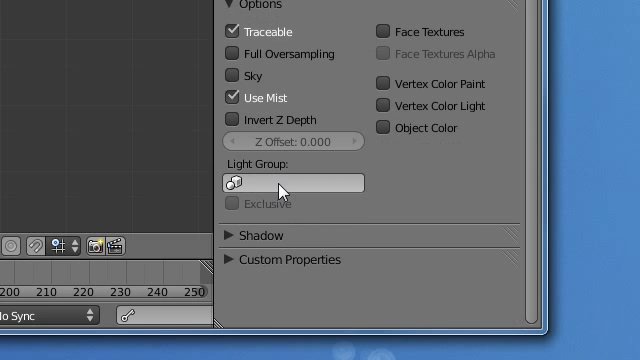 Options
Traceable
Full Oversampling
Sky
Use Mist
Invert Z Depth
Z Offset: 0.000
Light Group:
Exclusive
Face Textures
Face Textures Alpha
Vertex Color Paint
Vertex Color Light
Object Color
Shadow
Custom Properties
200 210 220 230 240 250
No Sync